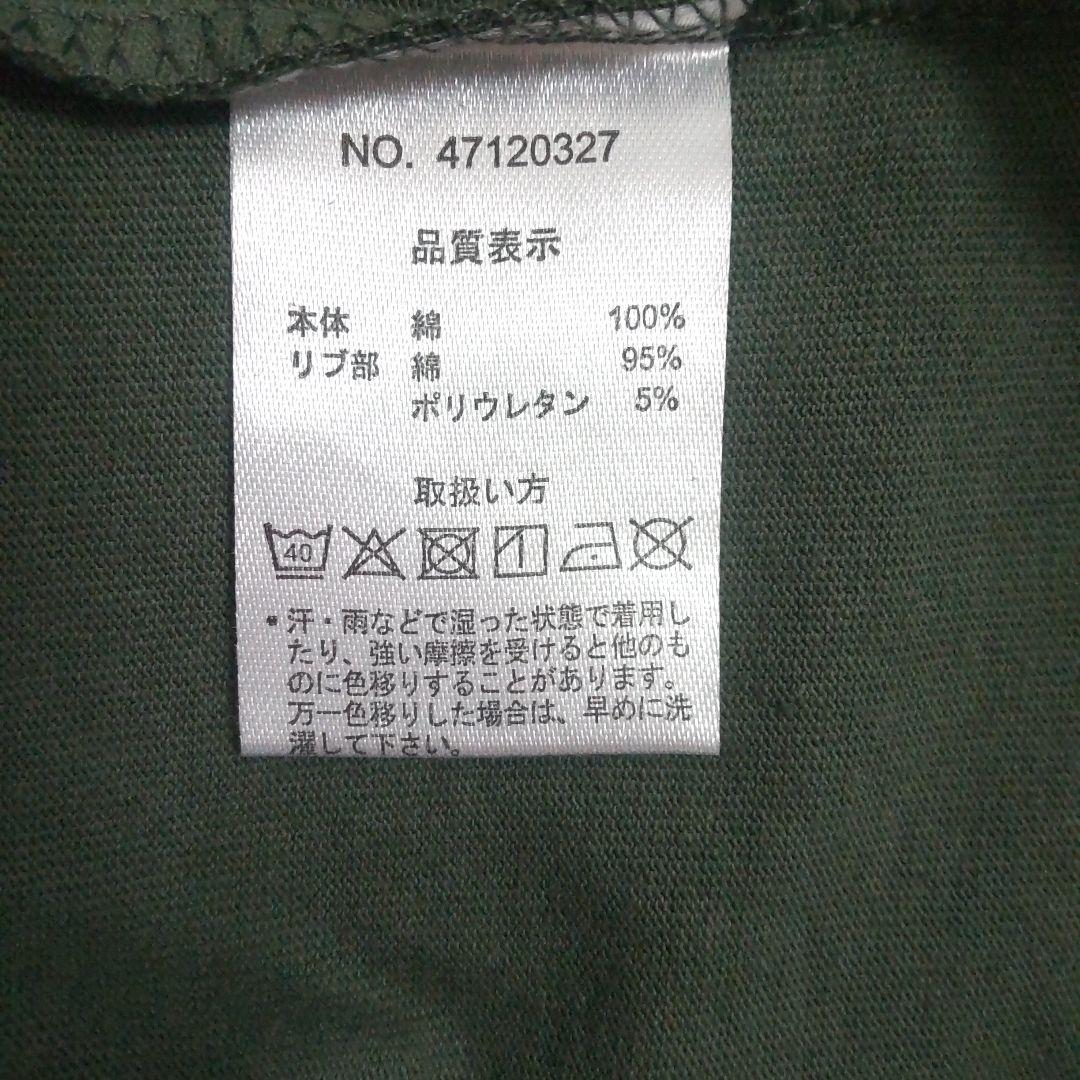 NO. 47120327
品質表示
本体 綿 100%
リブ部 綿 95%
ポリウレタン 5%
取扱い方
40
・汗・雨などで湿った状態で着用し
たり、強い摩擦を受けると他のも
のに色移りすることがあります。
万一色移りした場合は、早めに洗
濯して下さい。